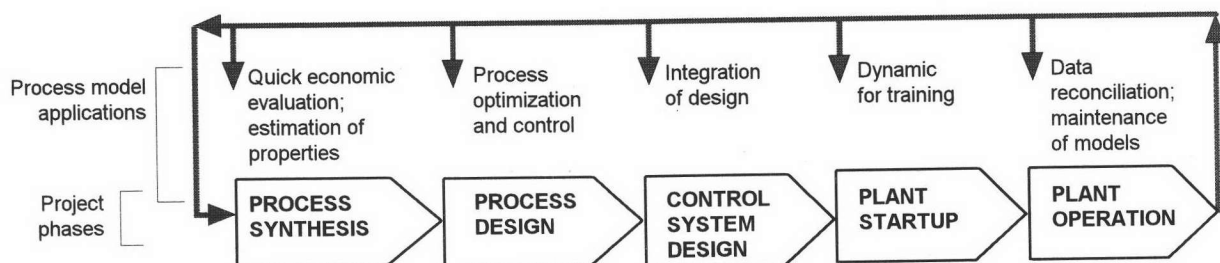 Process model
applications
Quick economic
evaluation;
estimation of
properties
Process
optimization
and control
Integration
of design
Dynamic
for training
Data
reconciliation;
maintenance
of models
Project
phases
PROCESS
SYNTHESIS
PROCESS
DESIGN
CONTROL
SYSTEM
DESIGN
PLANT
STARTUP
PLANT
OPERATION